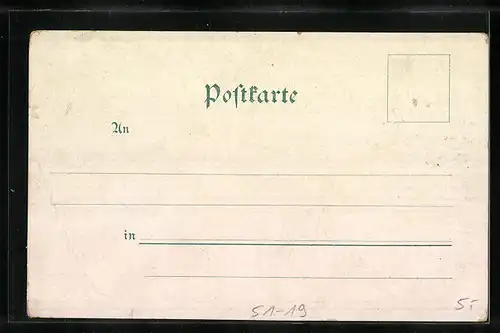 Postkarte
An
in
51-19
5,-